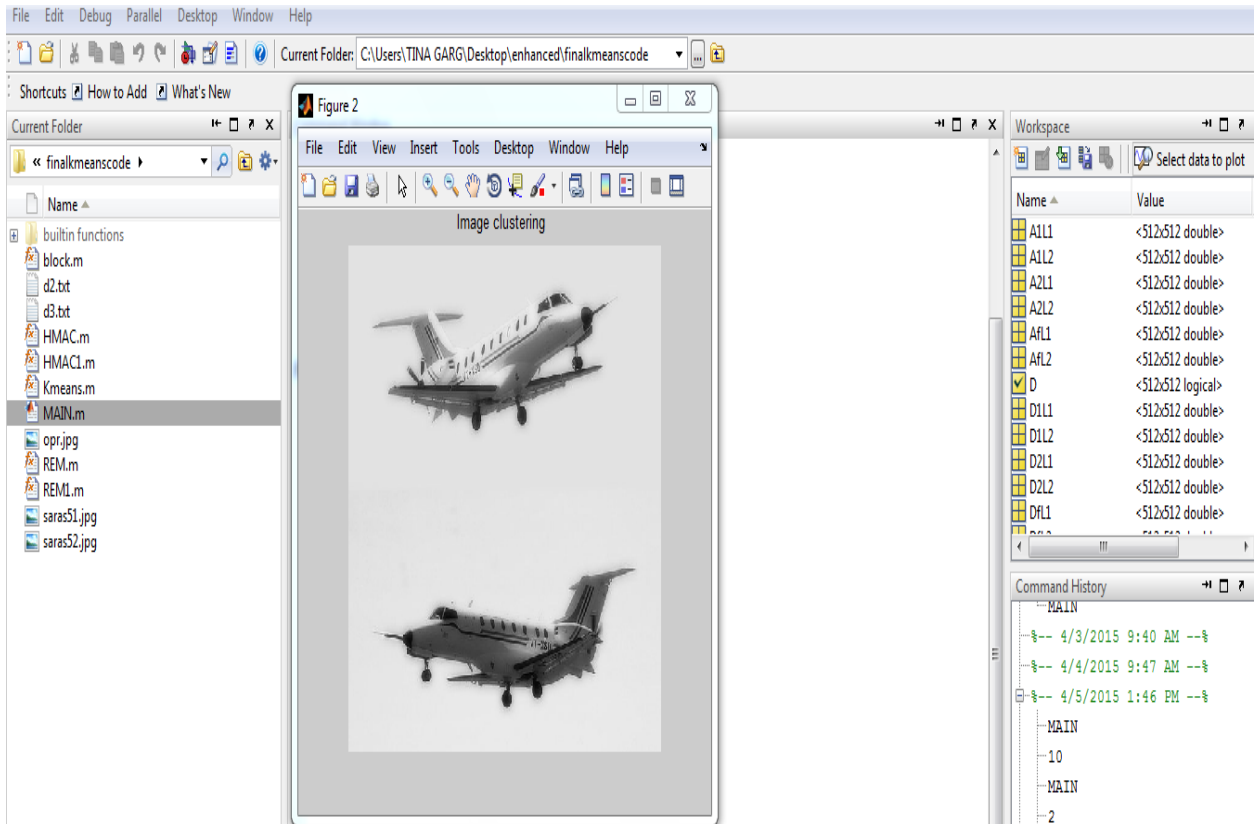 File Edit Debug Parallel Desktop Window Help
Current Folder: C:\Users\TINA GARG\Desktop\enhanced\finalkmeanscode
Shortcuts How to Add What's New
Current Folder
« finalkmeanscode
Name
builtin functions
block.m
d2.txt
d3.txt
HMAC.m
HMAC1.m
Kmeans.m
MAIN.m
opr.jpg
REM.m
REM1.m
saras51.jpg
saras52.jpg
Figure 2
File Edit View Insert Tools Desktop Window Help
Image clustering
Workspace
Select data to plot
Name Value
A1L1 <512x512 double>
A1L2 <512x512 double>
A2L1 <512x512 double>
A2L2 <512x512 double>
AfL1 <512x512 double>
AfL2 <512x512 double>
D <512x512 logical>
D1L1 <512x512 double>
D1L2 <512x512 double>
D2L1 <512x512 double>
D2L2 <512x512 double>
DfL1 <512x512 double>
Command History
MAIN
%-- 4/3/2015 9:40 AM --%
%-- 4/4/2015 9:47 AM --%
%-- 4/5/2015 1:46 PM --%
MAIN
10
MAIN
2